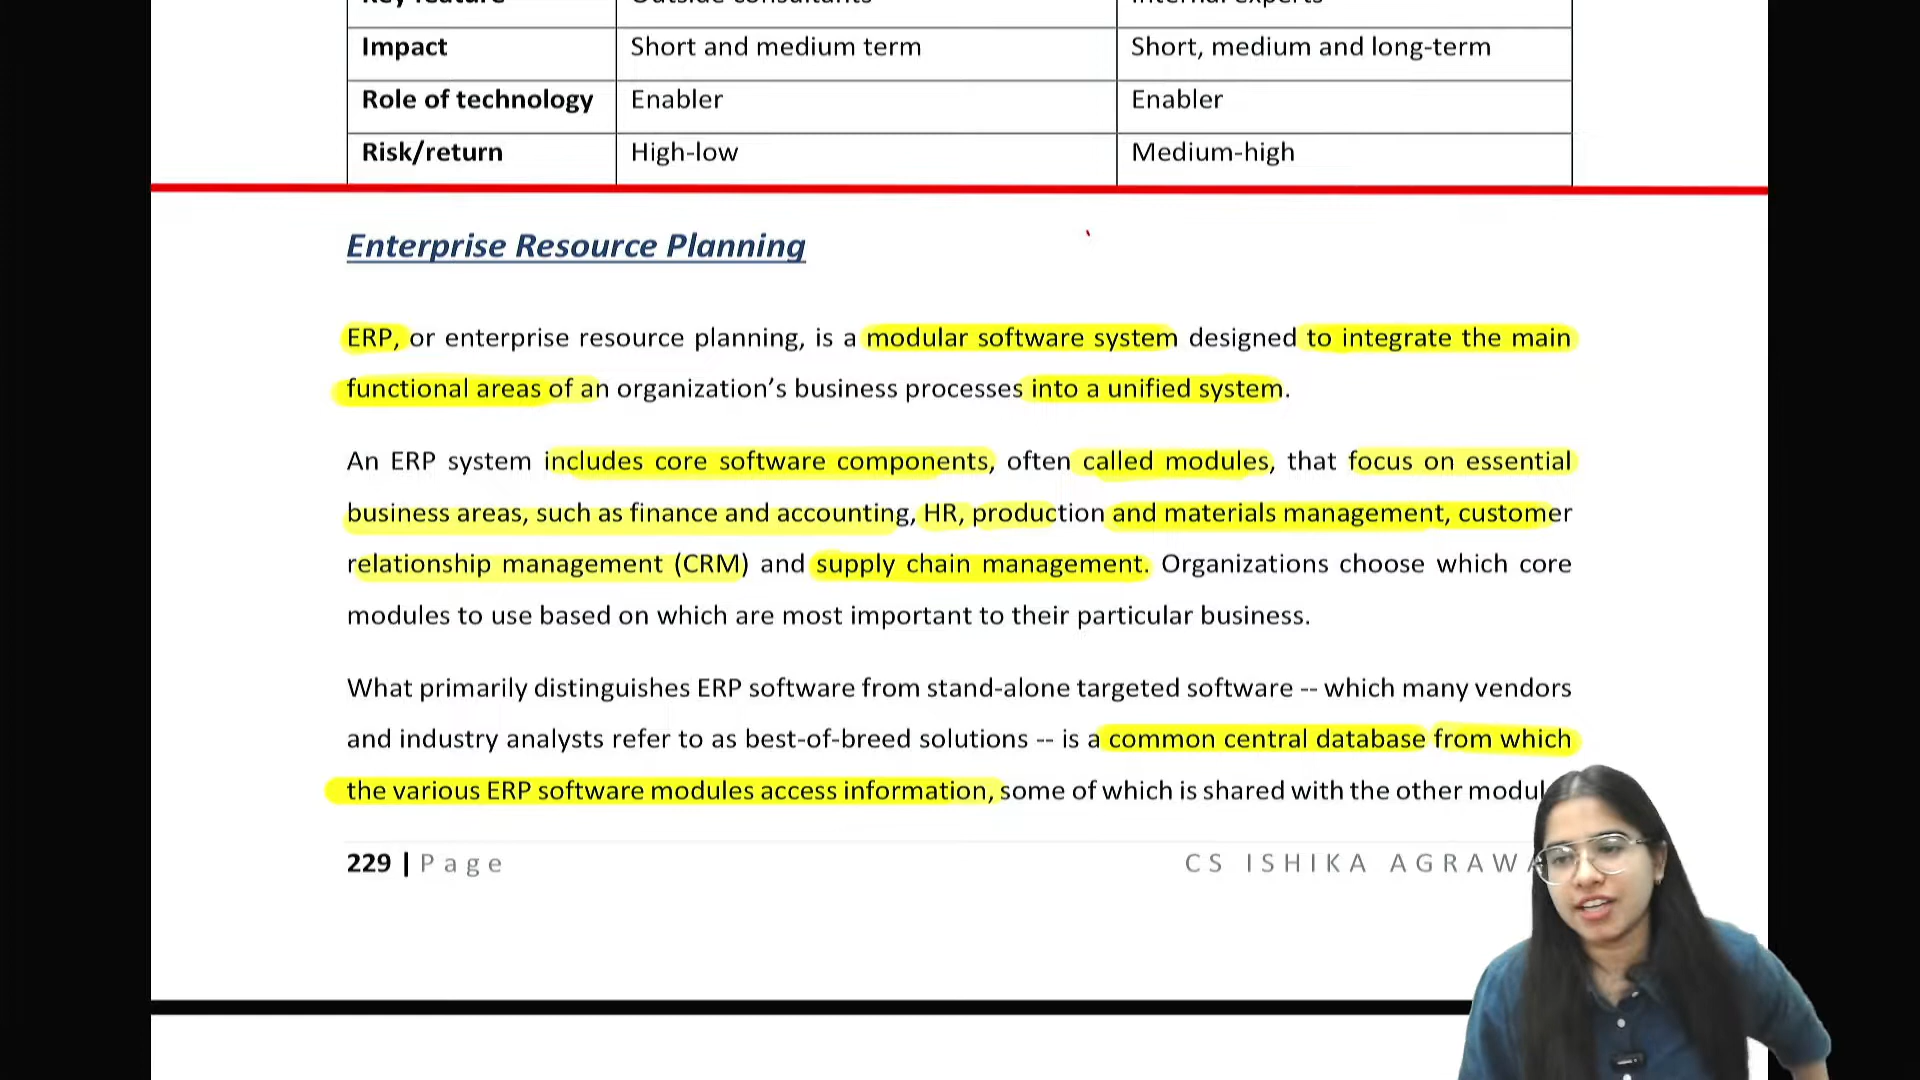 Key feature Outside consultants Internal experts
Impact Short and medium term Short, medium and long-term
Role of technology Enabler Enabler
Risk/return High-low Medium-high
Enterprise Resource Planning
ERP, or enterprise resource planning, is a modular software system designed to integrate the main
functional areas of an organization’s business processes into a unified system.
An ERP system includes core software components, often called modules, that focus on essential
business areas, such as finance and accounting, HR, production and materials management, customer
relationship management (CRM) and supply chain management. Organizations choose which core
modules to use based on which are most important to their particular business.
What primarily distinguishes ERP software from stand-alone targeted software -- which many vendors
and industry analysts refer to as best-of-breed solutions -- is a common central database from which
the various ERP software modules access information, some of which is shared with the other
229 | Page CS ISHIKA